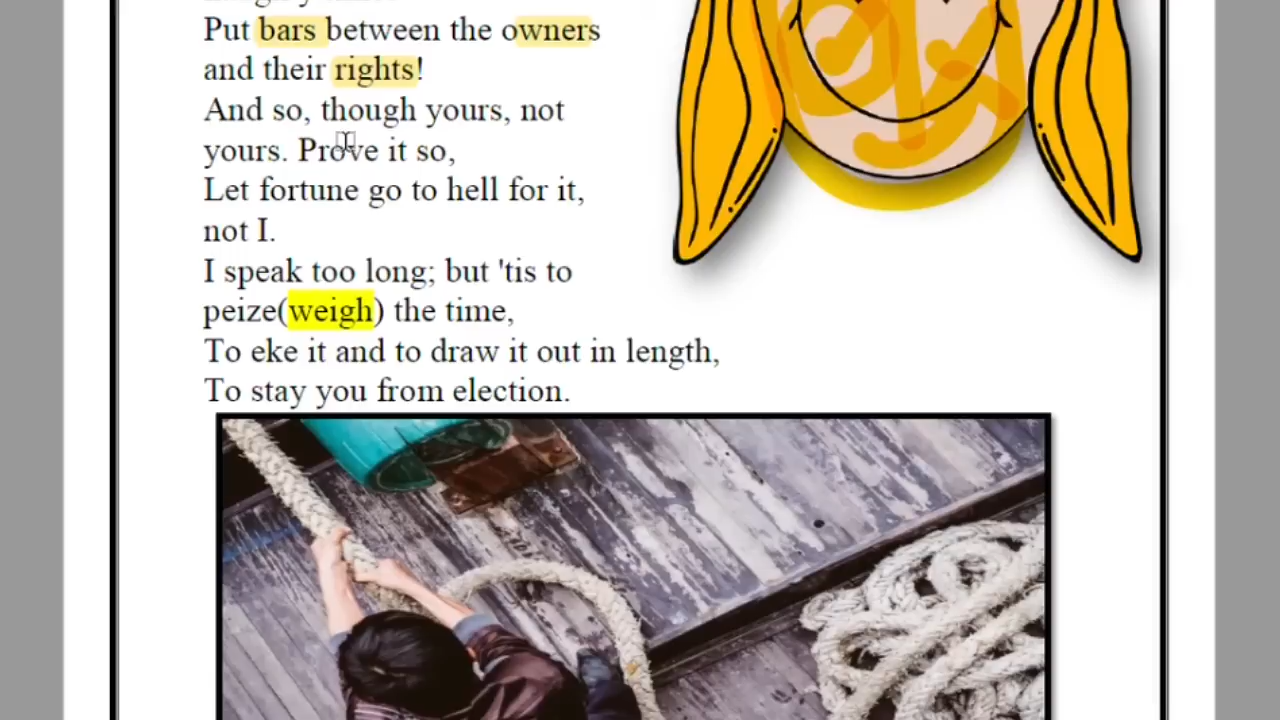 Put bars between the owners
and their rights!
And so, though yours, not
yours. Prove it so,
Let fortune go to hell for it,
not I.
I speak too long; but 'tis to
peize(weigh) the time,
To eke it and to draw it out in length,
To stay you from election.